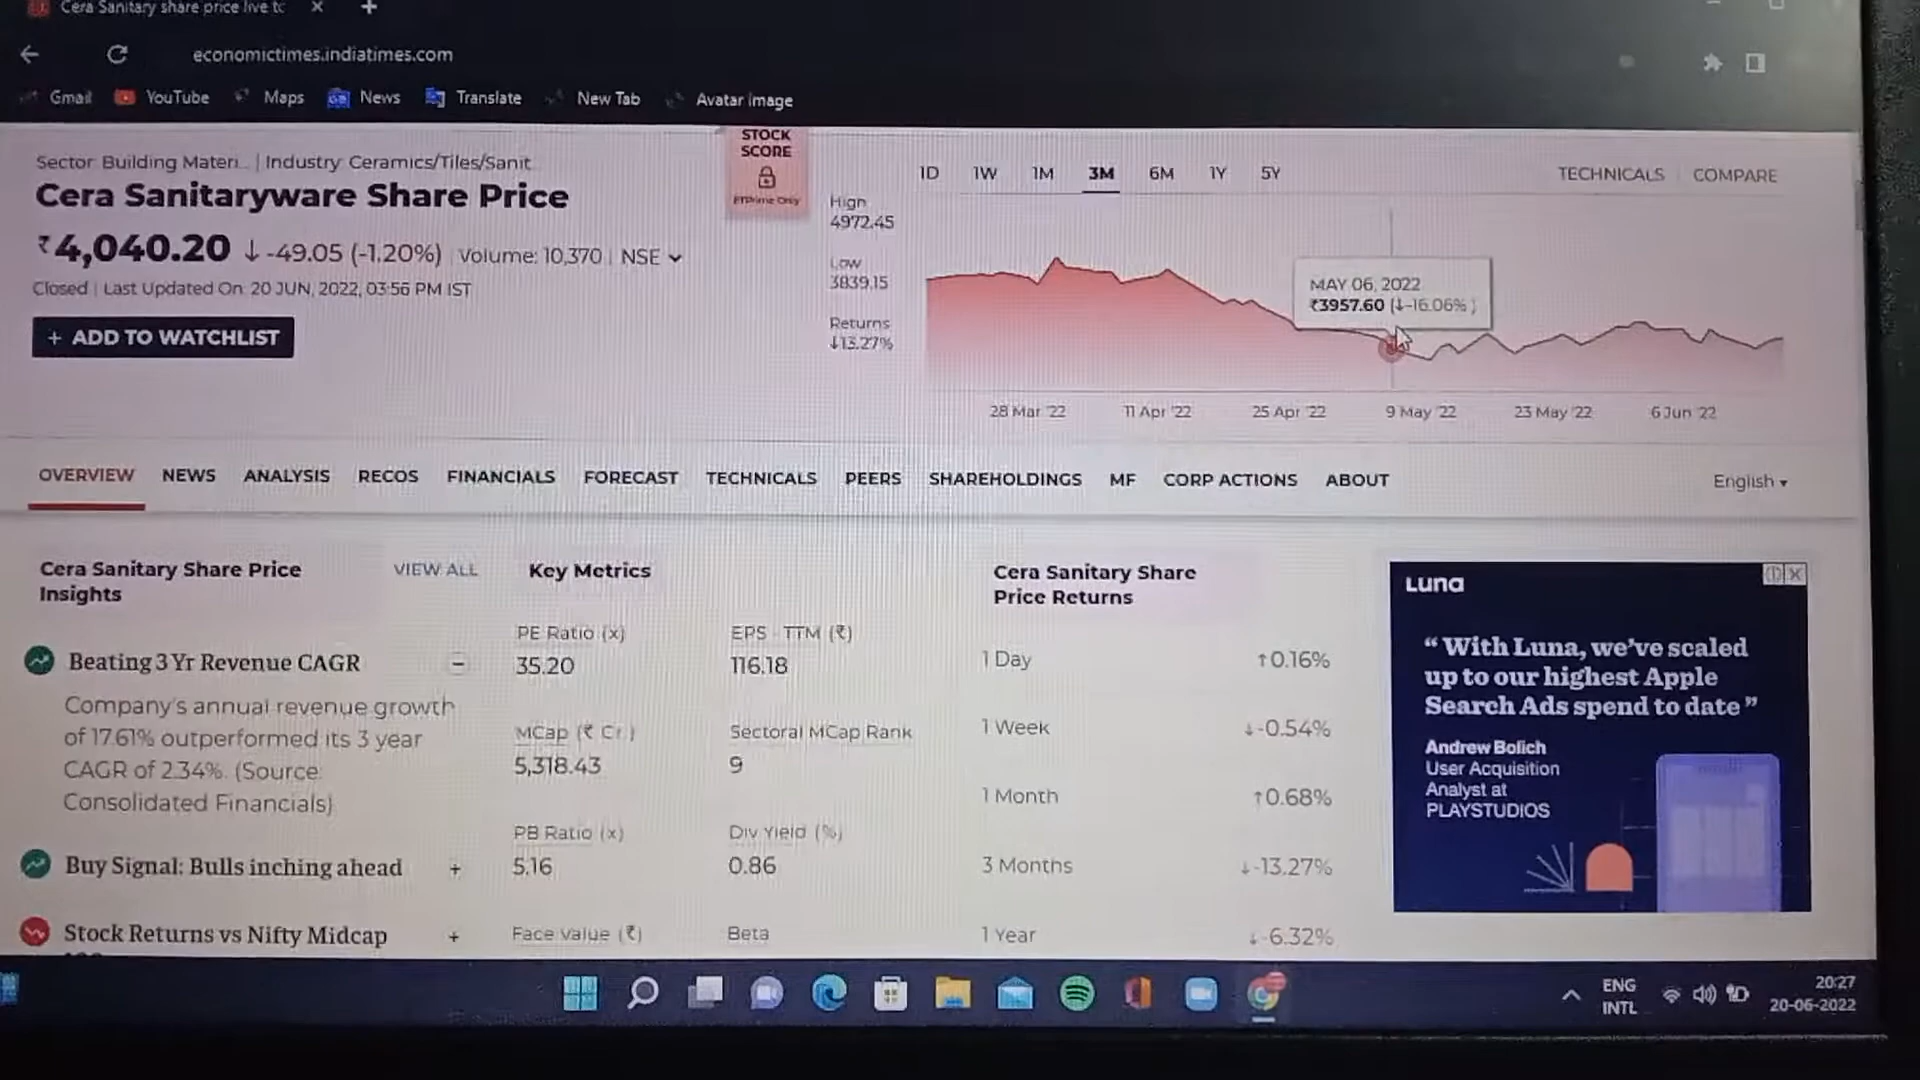 Cera Sanitary share price live to
economictimes.indiatimes.com
Gmail YouTube Maps News Translate New Tab Avatar Image
Sector: Building Materi... | Industry: Ceramics/Tiles/Sanit...
Cera Sanitaryware Share Price
₹4,040.20 ↓ -49.05 (-1.20%) Volume: 10,370 | NSE
Closed | Last Updated On: 20 JUN, 2022, 03:56 PM IST
+ ADD TO WATCHLIST
STOCK
SCORE
ETPrime Only
1D 1W 1M 3M 6M 1Y 5Y
TECHNICALS COMPARE
High
4972.45
Low
3839.15
Returns
↓13.27%
MAY 06, 2022
₹3957.60 (↓-16.06% )
28 Mar '22 11 Apr '22 25 Apr '22 9 May '22 23 May '22 6 Jun '22
OVERVIEW NEWS ANALYSIS RECOS FINANCIALS FORECAST TECHNICALS PEERS SHAREHOLDINGS MF CORP ACTIONS ABOUT English
Cera Sanitary Share Price
Insights
VIEW ALL
Beating 3 Yr Revenue CAGR
Company's annual revenue growth
of 17.61% outperformed its 3 year
CAGR of 2.34%. (Source:
Consolidated Financials)
Buy Signal: Bulls inching ahead +
Stock Returns vs Nifty Midcap +
Key Metrics
PE Ratio (x) EPS - TTM (₹)
35.20 116.18
MCap (₹ Cr.) Sectoral MCap Rank
5,318.43 9
PB Ratio (x) Div Yield (%)
5.16 0.86
Face Value (₹) Beta
Cera Sanitary Share
Price Returns
1 Day ↑0.16%
1 Week ↓-0.54%
1 Month ↑0.68%
3 Months ↓-13.27%
1 Year ↓-6.32%
Luna
“With Luna, we’ve scaled
up to our highest Apple
Search Ads spend to date”
Andrew Bolich
User Acquisition
Analyst at
PLAYSTUDIOS
ENG
INTL
20:27
20-06-2022